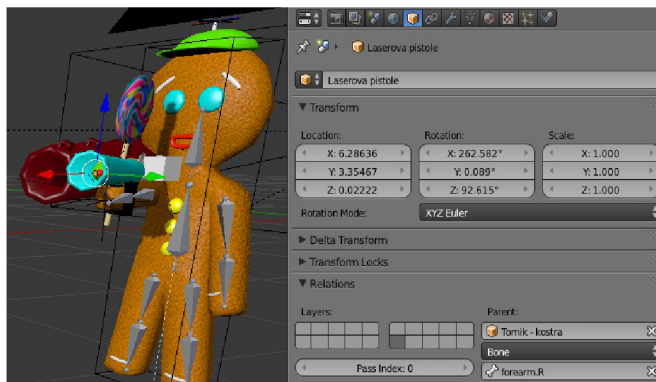 Laserova pistole
Laserova pistole
Transform
Location: Rotation: Scale:
X: 6.28636 X: 262.582° X: 1.000
Y: 3.35467 Y: 0.089° Y: 1.000
Z: 0.02222 Z: 92.615° Z: 1.000
Rotation Mode: XYZ Euler
Delta Transform
Transform Locks
Relations
Layers: Parent:
Tomik - kostra
Bone
Pass Index: 0 forearm.R